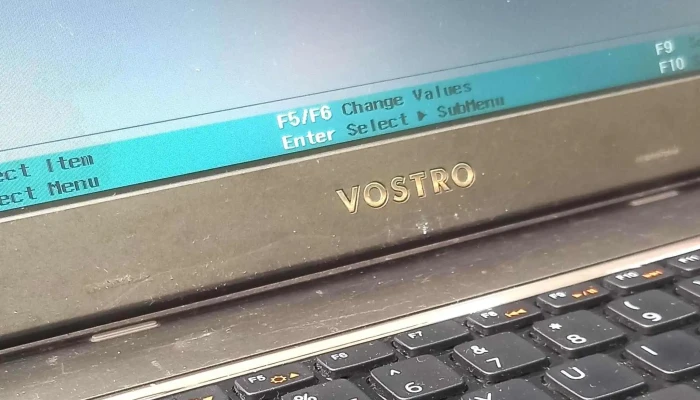 F5/F6 Change Values F9
Enter Select ▶ SubMenu F10
ect Item
ect Menu
VOSTRO
F5 F6 F7 F8 F9 F10 F11
% ^ 6 & 7 * 8 ( 9
U I